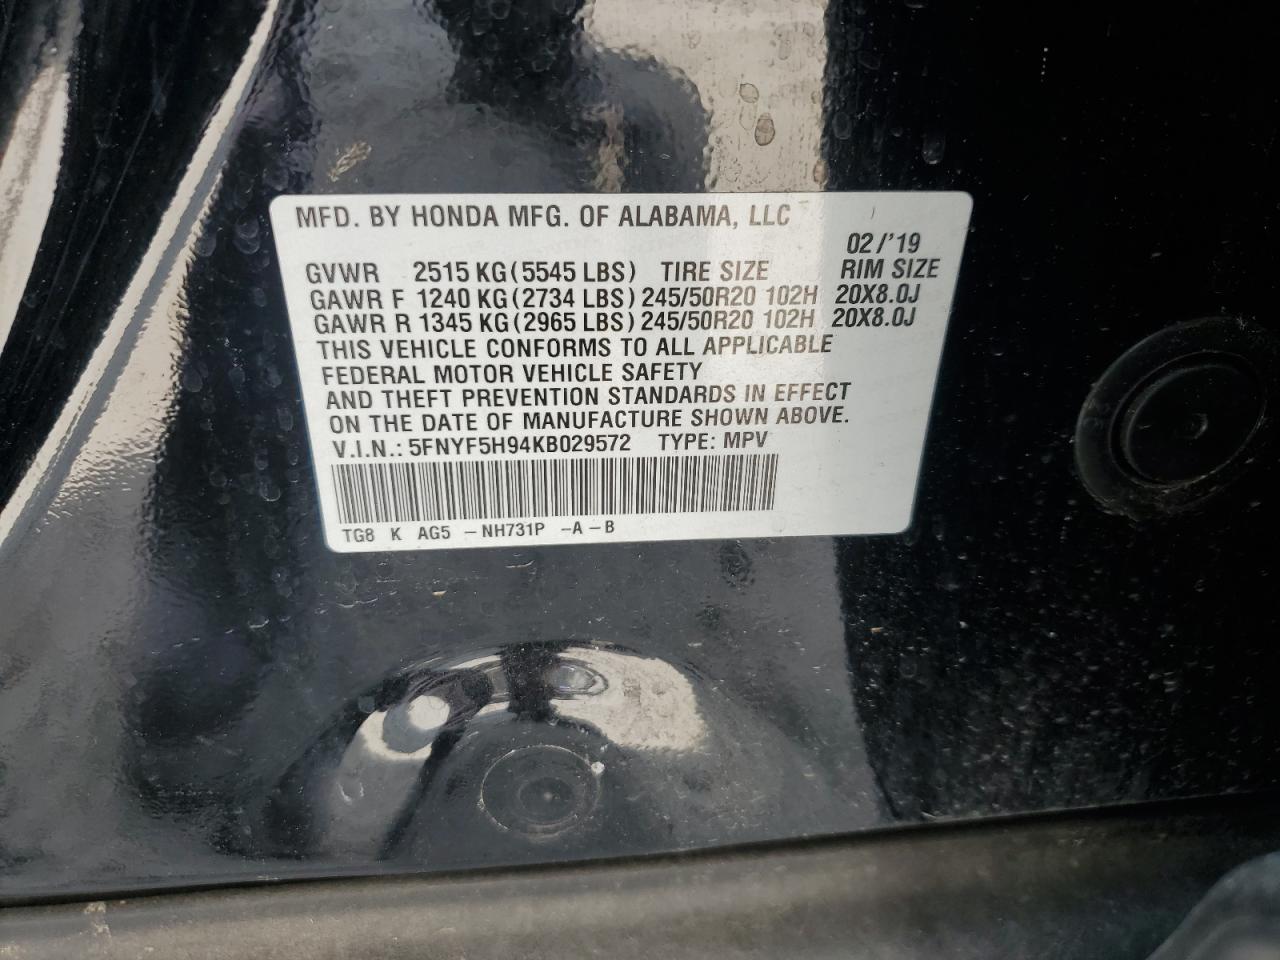 MFD. BY HONDA MFG. OF ALABAMA, LLC
02/'19
GVWR 2515 KG (5545 LBS) TIRE SIZE RIM SIZE
GAWR F 1240 KG (2734 LBS) 245/50R20 102H 20X8.0J
GAWR R 1345 KG (2965 LBS) 245/50R20 102H 20X8.0J
THIS VEHICLE CONFORMS TO ALL APPLICABLE
FEDERAL MOTOR VEHICLE SAFETY
AND THEFT PREVENTION STANDARDS IN EFFECT
ON THE DATE OF MANUFACTURE SHOWN ABOVE.
V.I.N.: 5FNYF5H94KB029572 TYPE: MPV
TG8 K AG5 -NH731P -A-B